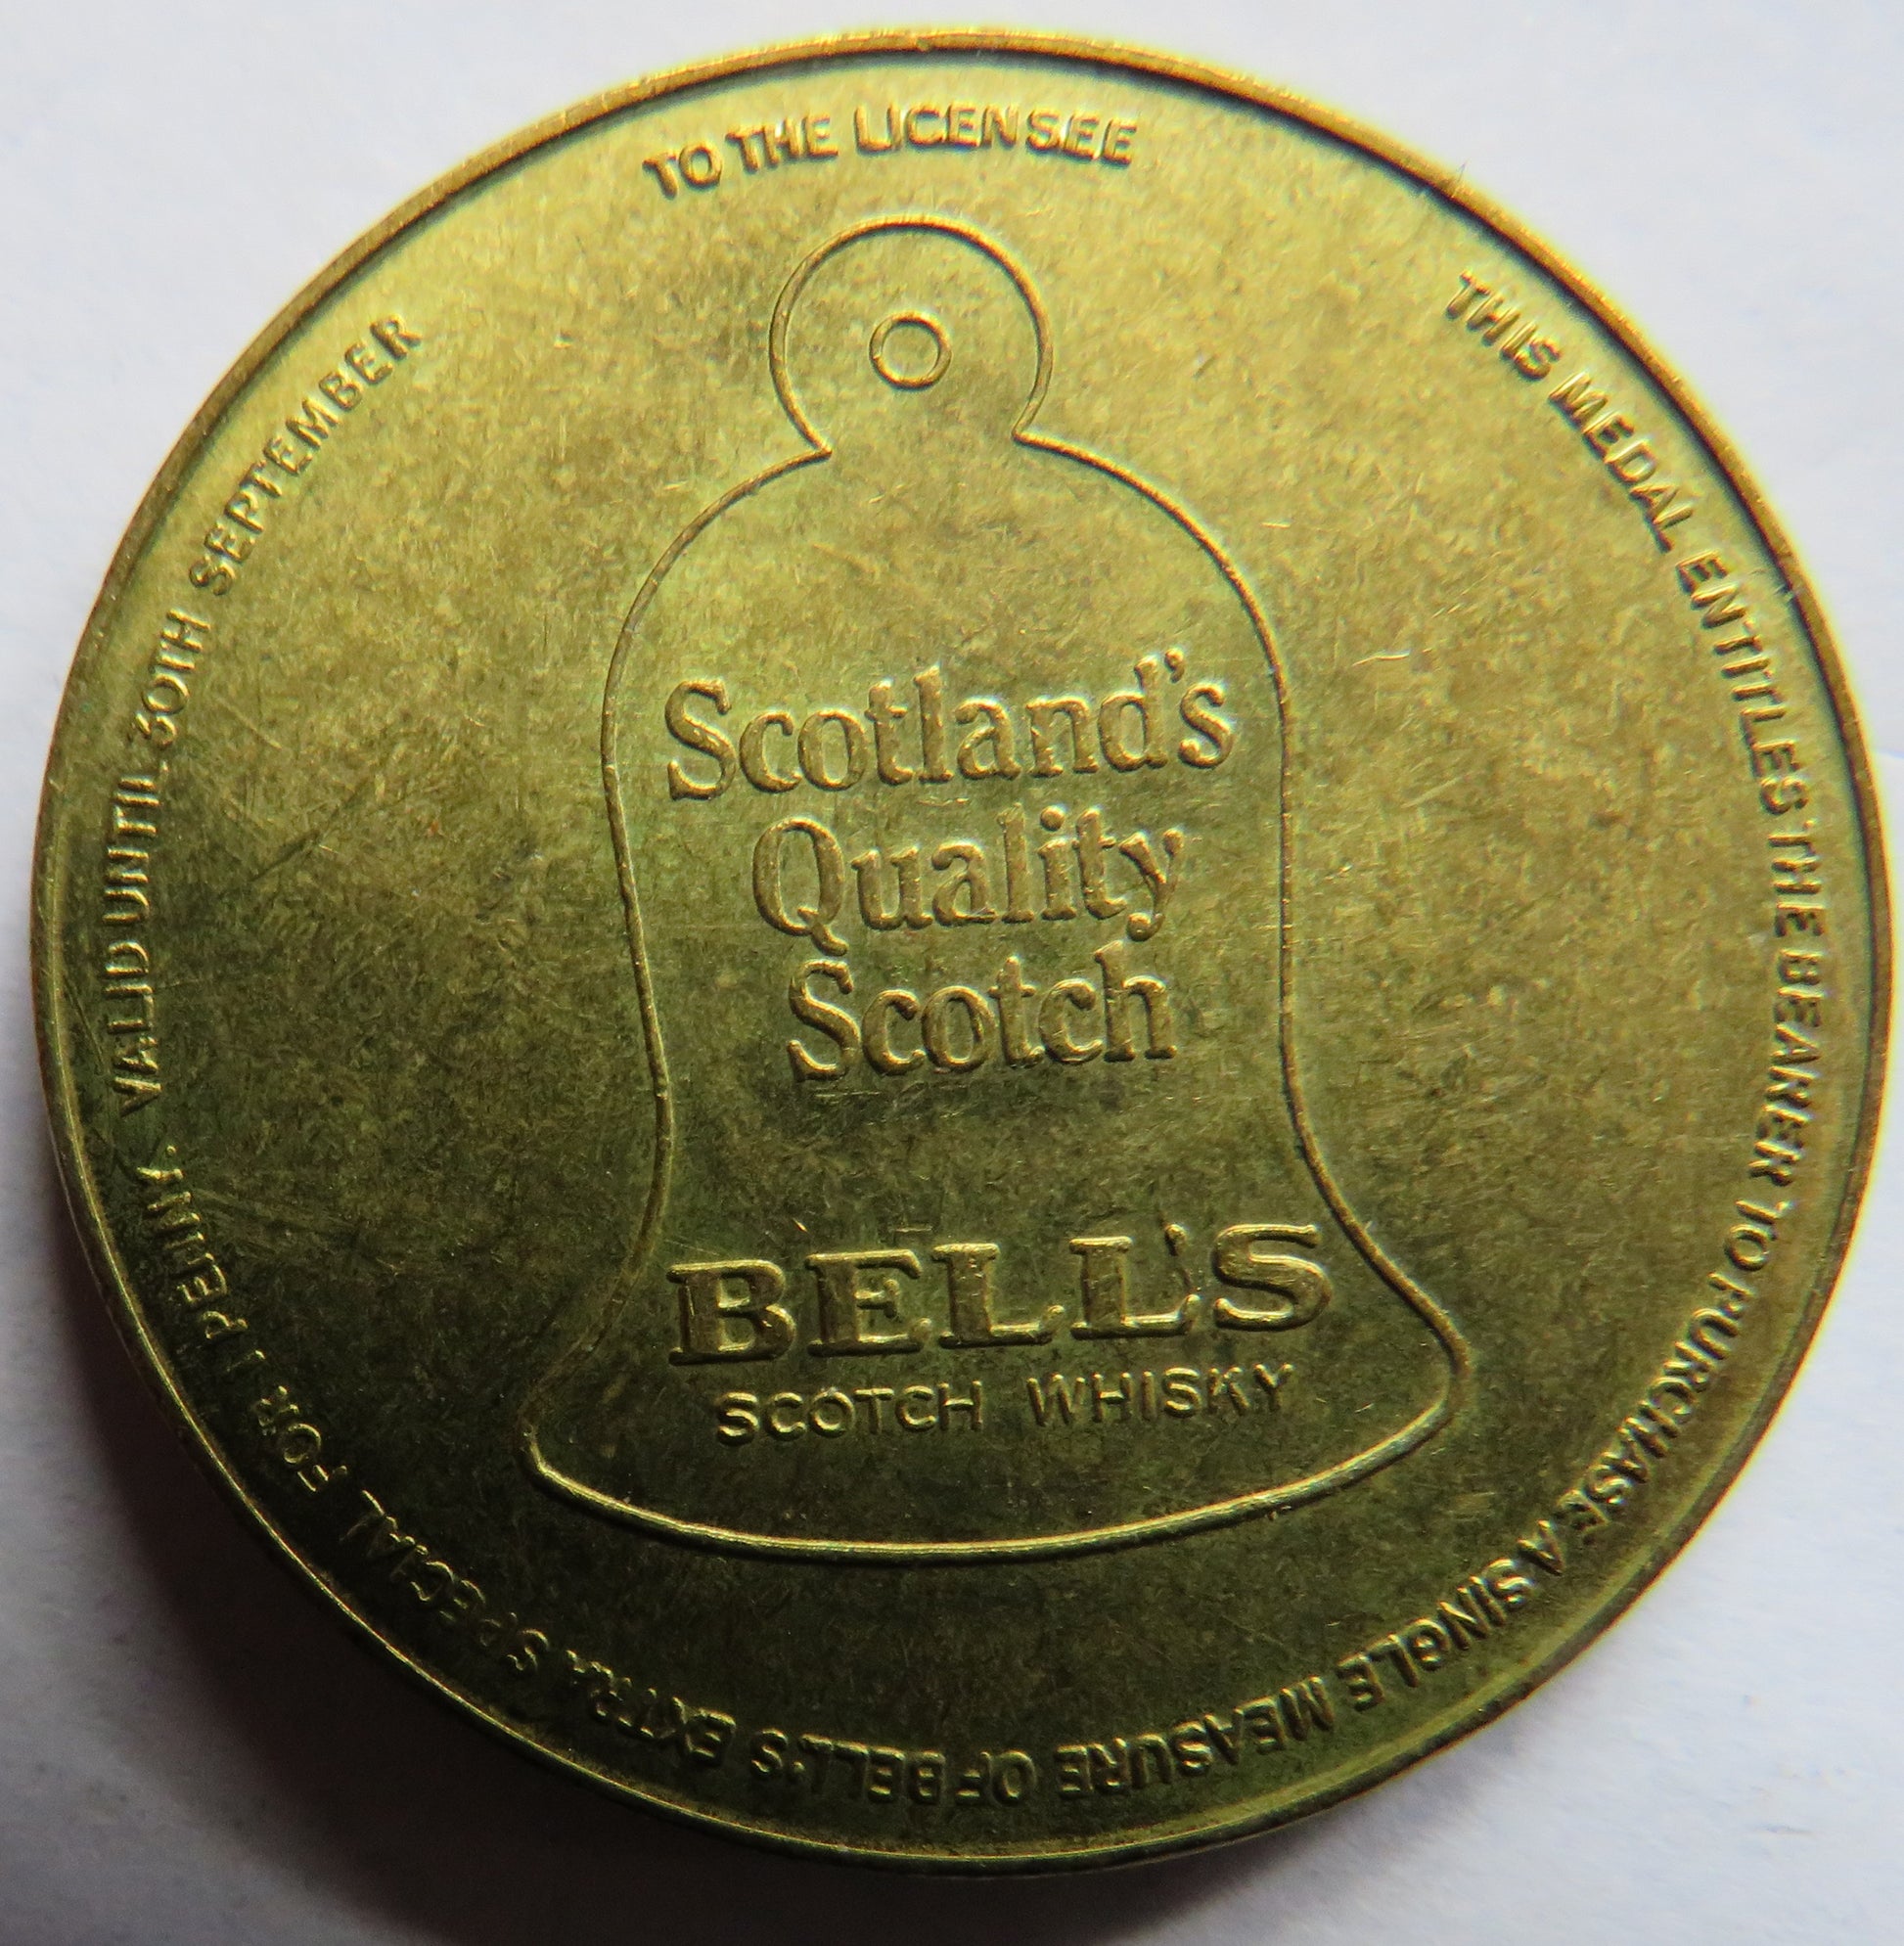 TO THE LICENSEE
THIS MEDAL ENTITLES THE BEARER TO PURCHASE A SINGLE MEASURE OF BELL'S EXTRA SPECIAL FOR 1 PENNY. VALID UNTIL 30TH SEPTEMBER
Scotland's
Quality
Scotch
BELL'S
SCOTCH WHISKY